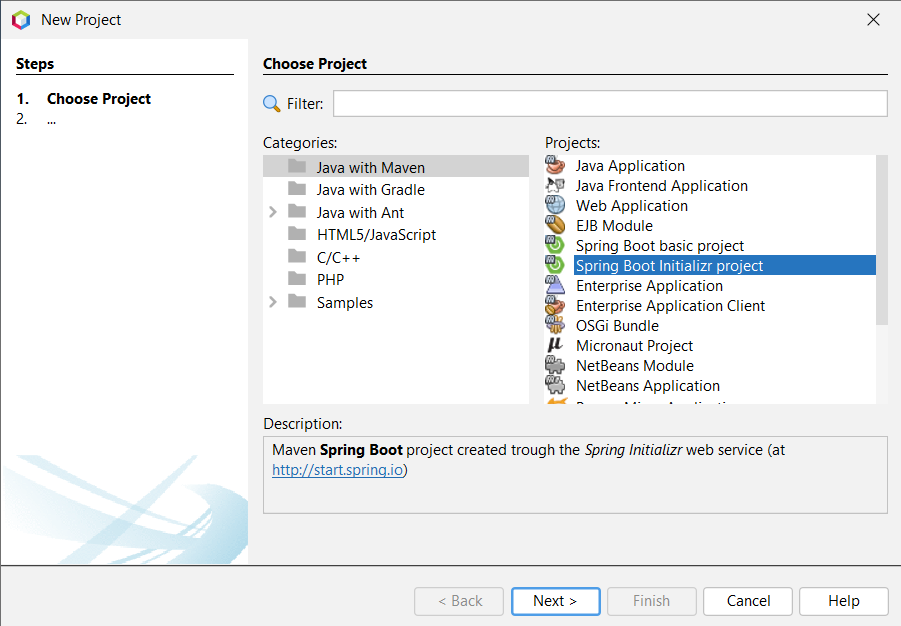 New Project
Steps
1. Choose Project
2. ...
Choose Project
Filter:
Categories:
Java with Maven
Java with Gradle
Java with Ant
HTML5/JavaScript
C/C++
PHP
Samples
Projects:
Java Application
Java Frontend Application
Web Application
EJB Module
Spring Boot basic project
Spring Boot Initializr project
Enterprise Application
Enterprise Application Client
OSGi Bundle
Micronaut Project
NetBeans Module
NetBeans Application
Description:
Maven Spring Boot project created trough the Spring Initializr web service (at
http://start.spring.io)
< Back
Next >
Finish
Cancel
Help